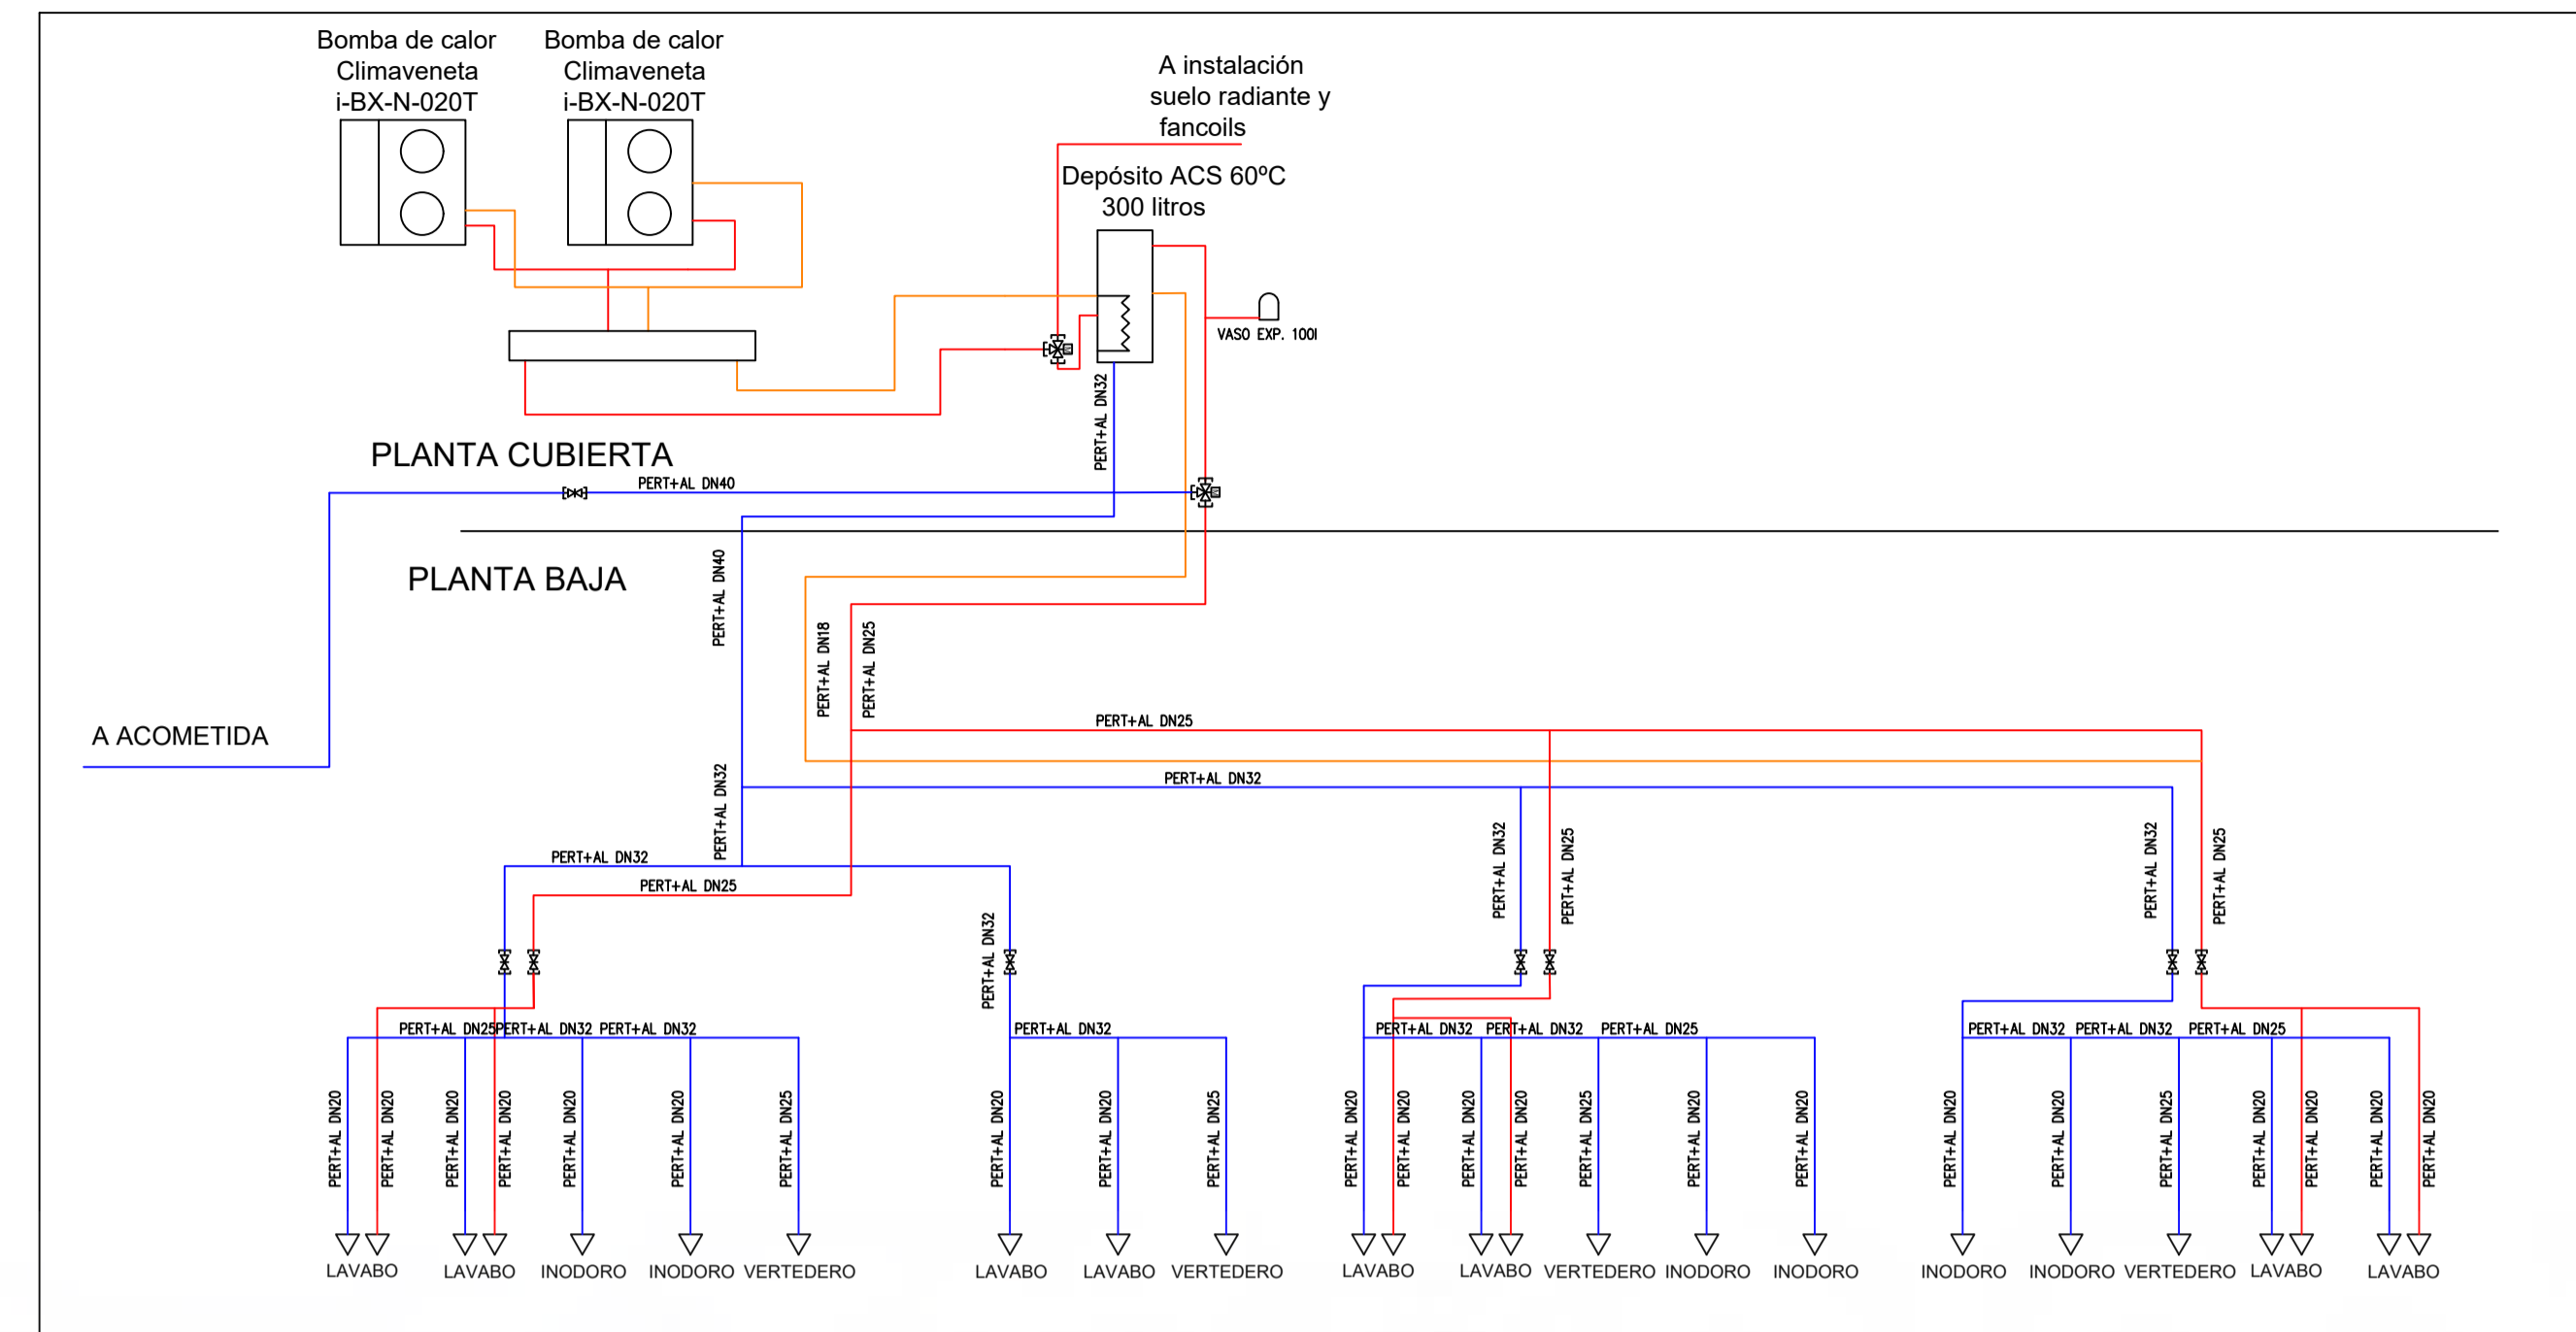 Bomba de calor
Climaveneta
i-BX-N-020T
Bomba de calor
Climaveneta
i-BX-N-020T
A instalación
suelo radiante y
fancoils
Depósito ACS 60ºC
300 litros
VASO EXP. 100l
PERT+AL DN32
PLANTA CUBIERTA
PERT+AL DN40
PLANTA BAJA
PERT+AL DN40
PERT+AL DN18
PERT+AL DN25
A ACOMETIDA
PERT+AL DN25
PERT+AL DN32
PERT+AL DN32
PERT+AL DN32
PERT+AL DN25
PERT+AL DN32
PERT+AL DN32
PERT+AL DN25
PERT+AL DN32
PERT+AL DN25
PERT+AL DN25
PERT+AL DN32
PERT+AL DN32
PERT+AL DN32
PERT+AL DN32
PERT+AL DN32
PERT+AL DN25
PERT+AL DN32
PERT+AL DN32
PERT+AL DN25
PERT+AL DN20
PERT+AL DN20
PERT+AL DN20
PERT+AL DN20
PERT+AL DN20
PERT+AL DN20
PERT+AL DN25
PERT+AL DN20
PERT+AL DN20
PERT+AL DN25
PERT+AL DN20
PERT+AL DN20
PERT+AL DN20
PERT+AL DN20
PERT+AL DN25
PERT+AL DN20
PERT+AL DN20
PERT+AL DN20
PERT+AL DN20
PERT+AL DN25
PERT+AL DN20
PERT+AL DN20
PERT+AL DN20
PERT+AL DN20
LAVABO
LAVABO
INODORO
INODORO
VERTEDERO
LAVABO
LAVABO
VERTEDERO
LAVABO
LAVABO
VERTEDERO
INODORO
INODORO
INODORO
INODORO
VERTEDERO
LAVABO
LAVABO